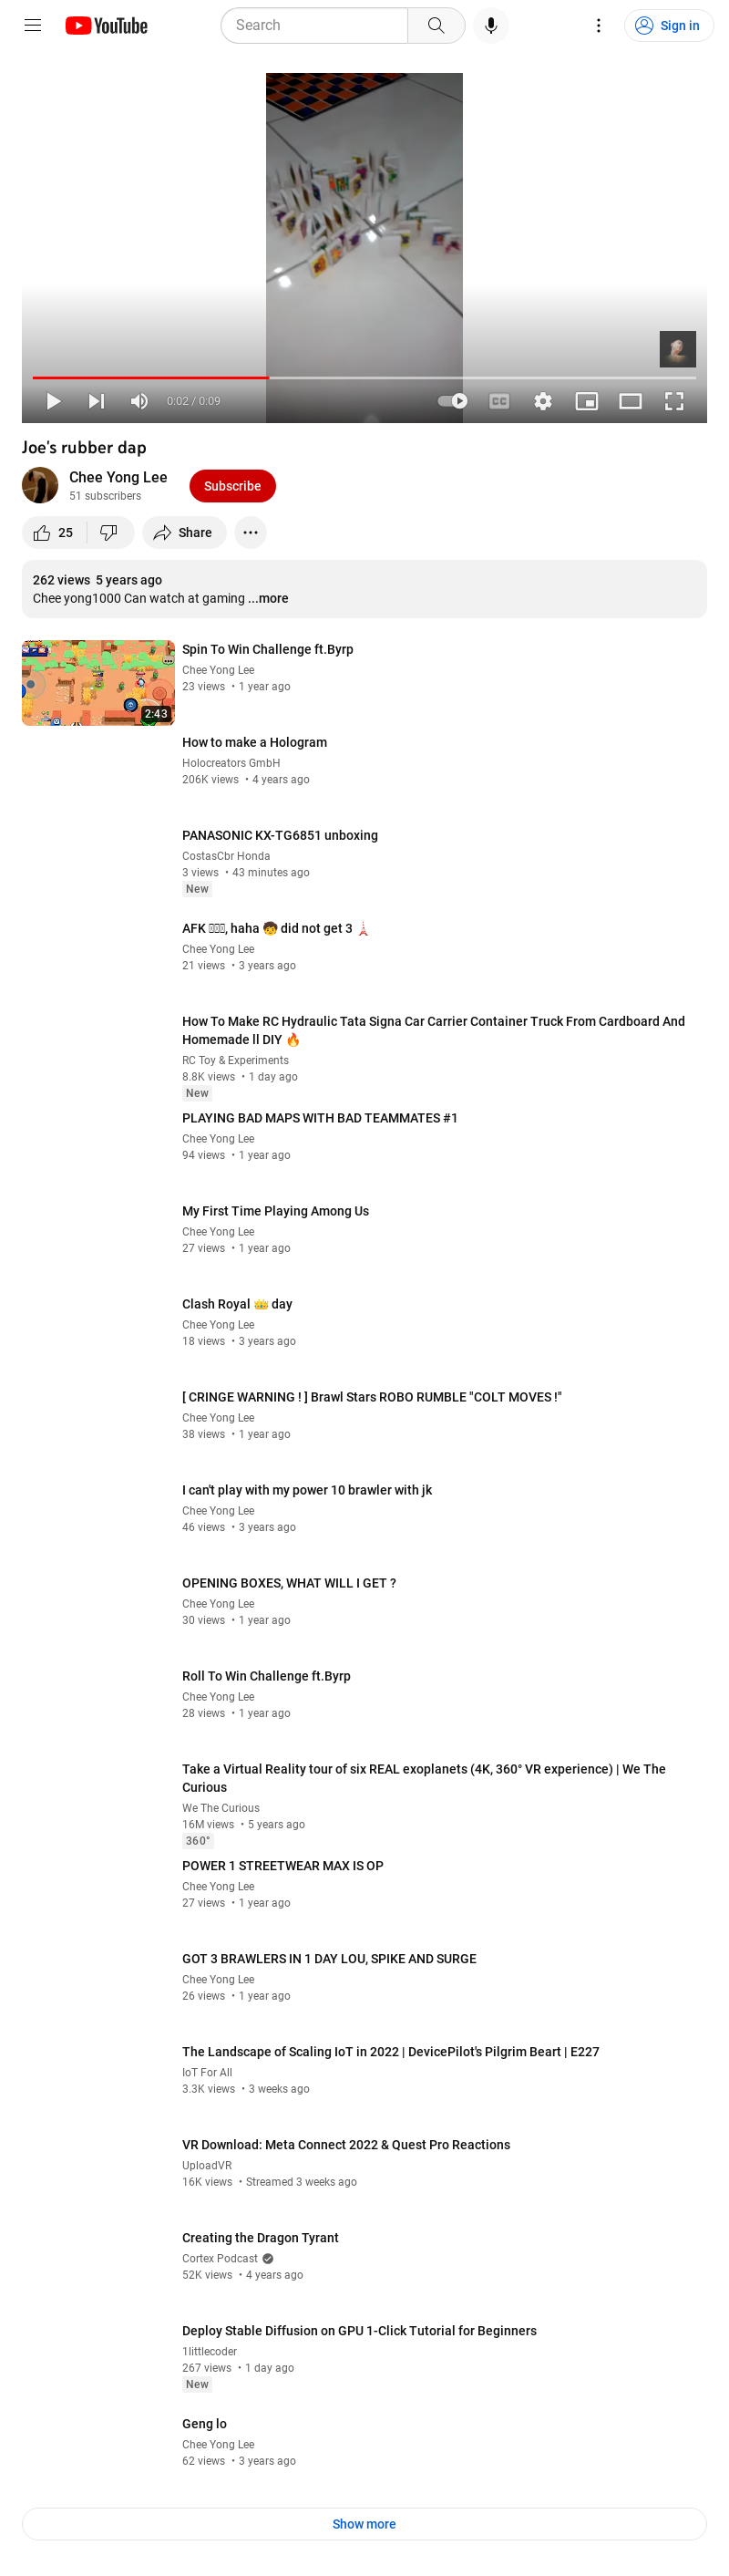 YouTube
Search
Sign in
0:02 / 0:09
CC
Joe's rubber dap
Chee Yong Lee
51 subscribers
Subscribe
25
Share
262 views 5 years ago
Chee yong1000 Can watch at gaming ...more
2:43
Spin To Win Challenge ft.Byrp
Chee Yong Lee
23 views • 1 year ago
How to make a Hologram
Holocreators GmbH
206K views • 4 years ago
PANASONIC KX-TG6851 unboxing
CostasCbr Honda
3 views • 43 minutes ago
New
AFK , haha 🧒 did not get 3 🗼
Chee Yong Lee
21 views • 3 years ago
How To Make RC Hydraulic Tata Signa Car Carrier Container Truck From Cardboard And
Homemade ll DIY 🔥
RC Toy & Experiments
8.8K views • 1 day ago
New
PLAYING BAD MAPS WITH BAD TEAMMATES #1
Chee Yong Lee
94 views • 1 year ago
My First Time Playing Among Us
Chee Yong Lee
27 views • 1 year ago
Clash Royal 👑 day
Chee Yong Lee
18 views • 3 years ago
[ CRINGE WARNING ! ] Brawl Stars ROBO RUMBLE "COLT MOVES !"
Chee Yong Lee
38 views • 1 year ago
I can't play with my power 10 brawler with jk
Chee Yong Lee
46 views • 3 years ago
OPENING BOXES, WHAT WILL I GET ?
Chee Yong Lee
30 views • 1 year ago
Roll To Win Challenge ft.Byrp
Chee Yong Lee
28 views • 1 year ago
Take a Virtual Reality tour of six REAL exoplanets (4K, 360° VR experience) | We The
Curious
We The Curious
16M views • 5 years ago
360°
POWER 1 STREETWEAR MAX IS OP
Chee Yong Lee
27 views • 1 year ago
GOT 3 BRAWLERS IN 1 DAY LOU, SPIKE AND SURGE
Chee Yong Lee
26 views • 1 year ago
The Landscape of Scaling IoT in 2022 | DevicePilot's Pilgrim Beart | E227
IoT For All
3.3K views • 3 weeks ago
VR Download: Meta Connect 2022 & Quest Pro Reactions
UploadVR
16K views • Streamed 3 weeks ago
Creating the Dragon Tyrant
Cortex Podcast
52K views • 4 years ago
Deploy Stable Diffusion on GPU 1-Click Tutorial for Beginners
1littlecoder
267 views • 1 day ago
New
Geng lo
Chee Yong Lee
62 views • 3 years ago
Show more